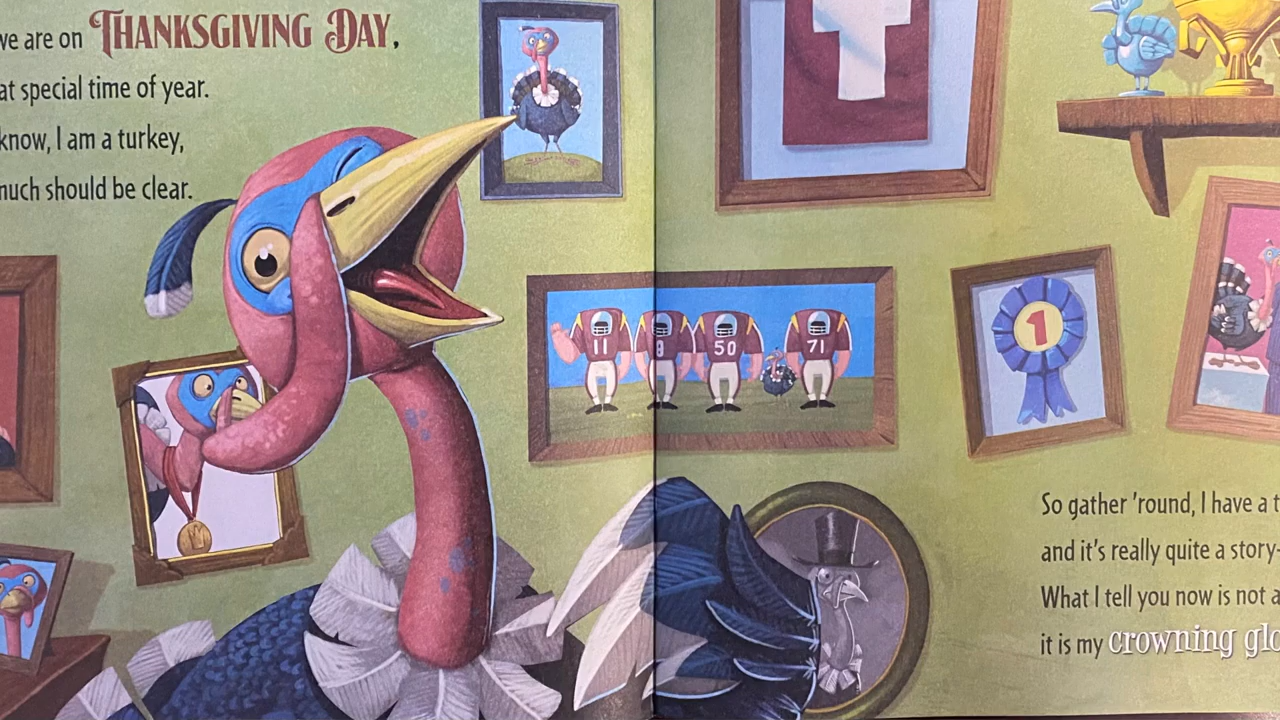 we are on THANKSGIVING DAY,
at special time of year.
know, I am a turkey,
much should be clear.
11 8 50 71
1
So gather 'round, I have a t
and it's really quite a story-
What I tell you now is not a
it is my crowning glo